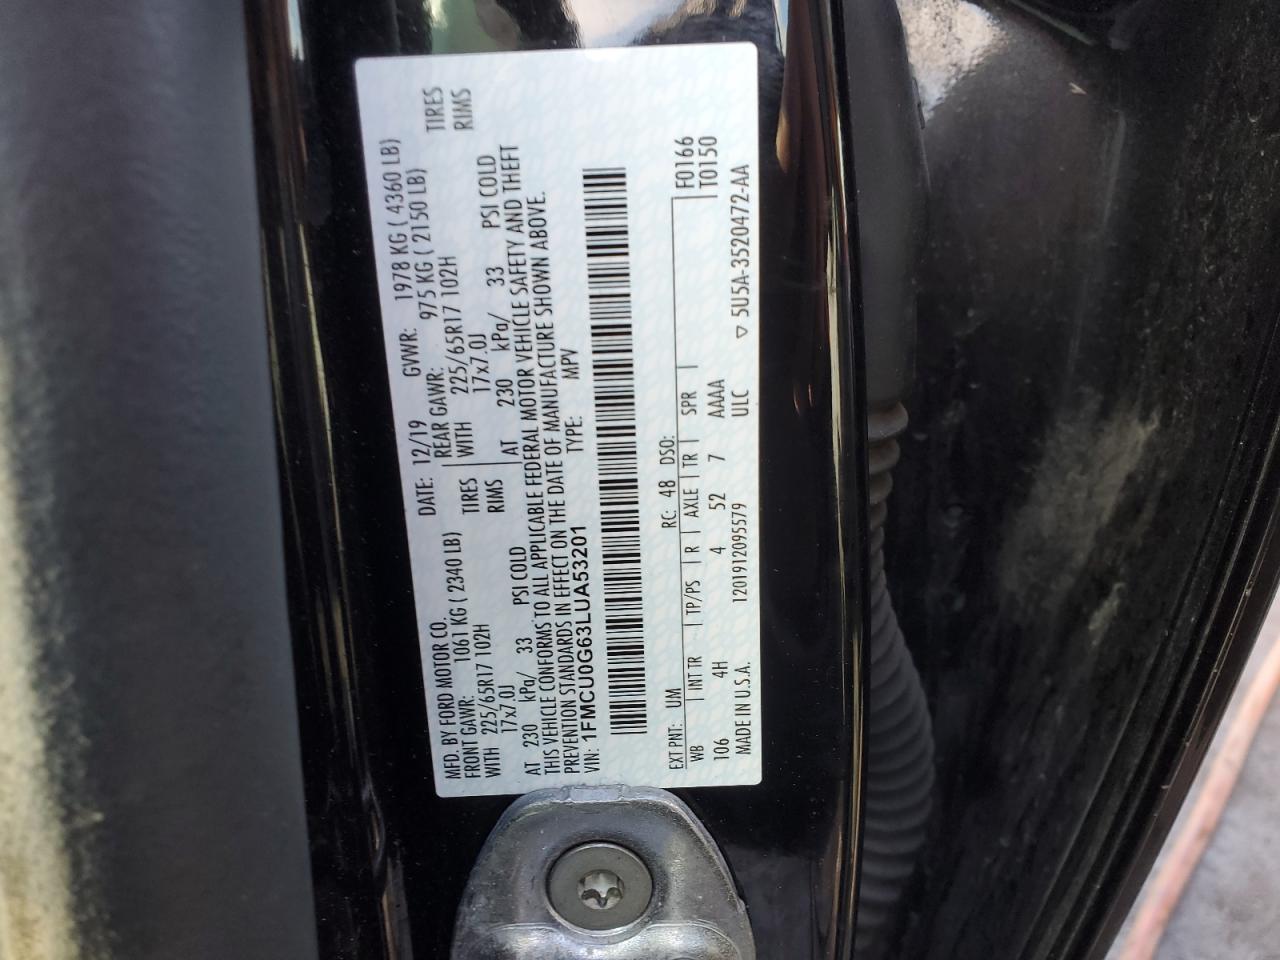 MFD. BY FORD MOTOR CO. DATE: 12/19 GVWR: 1978 KG ( 4360 LB)
FRONT GAWR: 1061 KG ( 2340 LB) REAR GAWR: 975 KG ( 2150 LB)
WITH 225/65R17 102H TIRES WITH 225/65R17 102H TIRES
17x7.0J RIMS 17x7.0J RIMS
AT 230 kPa/ 33 PSI COLD AT 230 kPa/ 33 PSI COLD
THIS VEHICLE CONFORMS TO ALL APPLICABLE FEDERAL MOTOR VEHICLE SAFETY AND THEFT
PREVENTION STANDARDS IN EFFECT ON THE DATE OF MANUFACTURE SHOWN ABOVE.
VIN: 1FMCU0G63LUA53201 TYPE: MPV
F0166
EXT PNT: UM RC: 48 DSO: T0150
WB INT TR TP/PS R AXLE TR SPR
106 4H 4 52 7 AAAA
MADE IN U.S.A. 1201912095579 ULC ▽ 5U5A-3520472-AA